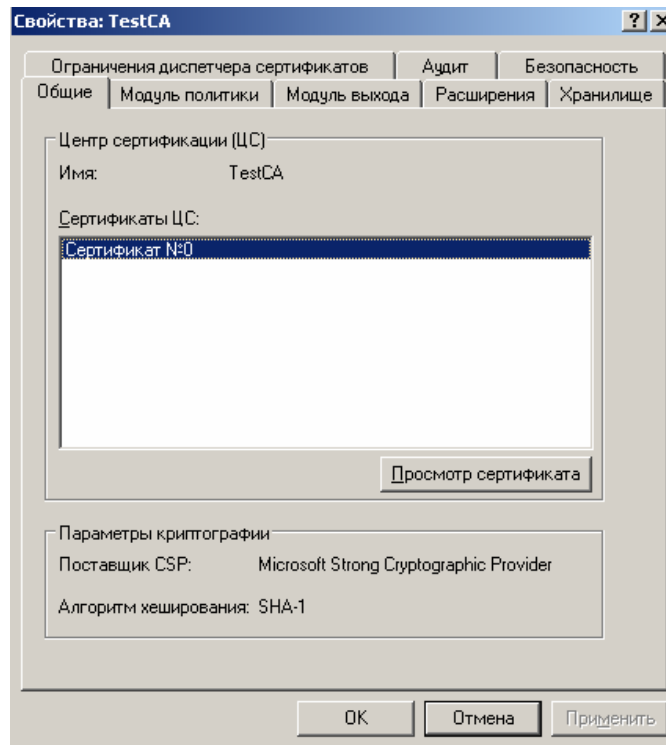 Свойства: TestCA
Ограничения диспетчера сертификатов Аудит Безопасность
Общие Модуль политики Модуль выхода Расширения Хранилище
Центр сертификации (ЦС)
Имя: TestCA
Сертификаты ЦС:
Сертификат №0
Просмотр сертификата
Параметры криптографии
Поставщик CSP: Microsoft Strong Cryptographic Provider
Алгоритм хеширования: SHA-1
OK Отмена Применить